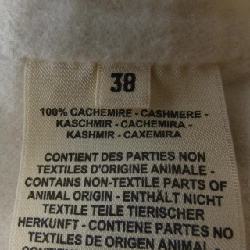 38
100% CACHEMIRE - CASHMERE -
KASCHMIR - CACHEMIRA -
KASHMIR - CAXEMIRA
CONTIENT DES PARTIES NON
TEXTILES D'ORIGINE ANIMALE -
CONTAINS NON-TEXTILE PARTS OF
ANIMAL ORIGIN - ENTHÄLT NICHT
TEXTILE TEILE TIERISCHER
HERKUNFT - CONTIENE PARTES NO
TEXTILES DE ORIGEN ANIMAL -